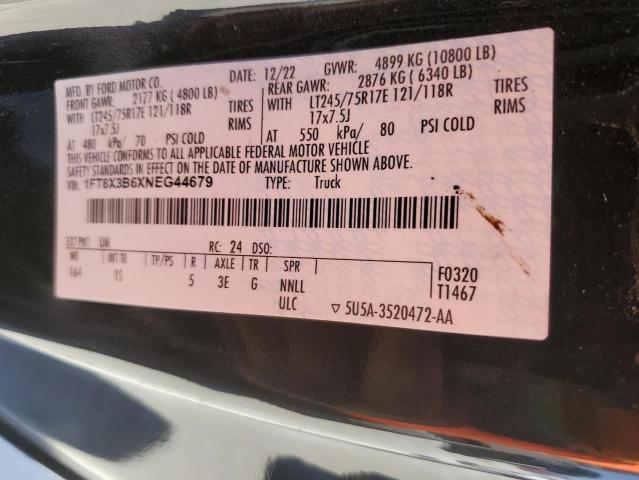 MFD. BY FORD MOTOR CO.
DATE: 12/22 GVWR: 4899 KG (10800 LB)
FRONT GAWR: 2177 KG ( 4800 LB) REAR GAWR: 2876 KG ( 6340 LB)
WITH LT245/75R17E 121/118R TIRES WITH LT245/75R17E 121/118R TIRES
17x7.5J RIMS 17x7.5J RIMS
AT 480 kPa/ 70 PSI COLD AT 550 kPa/ 80 PSI COLD
THIS VEHICLE CONFORMS TO ALL APPLICABLE FEDERAL MOTOR VEHICLE
SAFETY STANDARDS IN EFFECT ON THE DATE OF MANUFACTURE SHOWN ABOVE.
VIN: 1FT8X3B6XNEG44679 TYPE: Truck
EXT PNT: RC: 24 DSO:
WB INT TR TP/PS R AXLE TR SPR F0320
164 5 3E G NNLL T1467
ULC ▽ 5U5A-3520472-AA